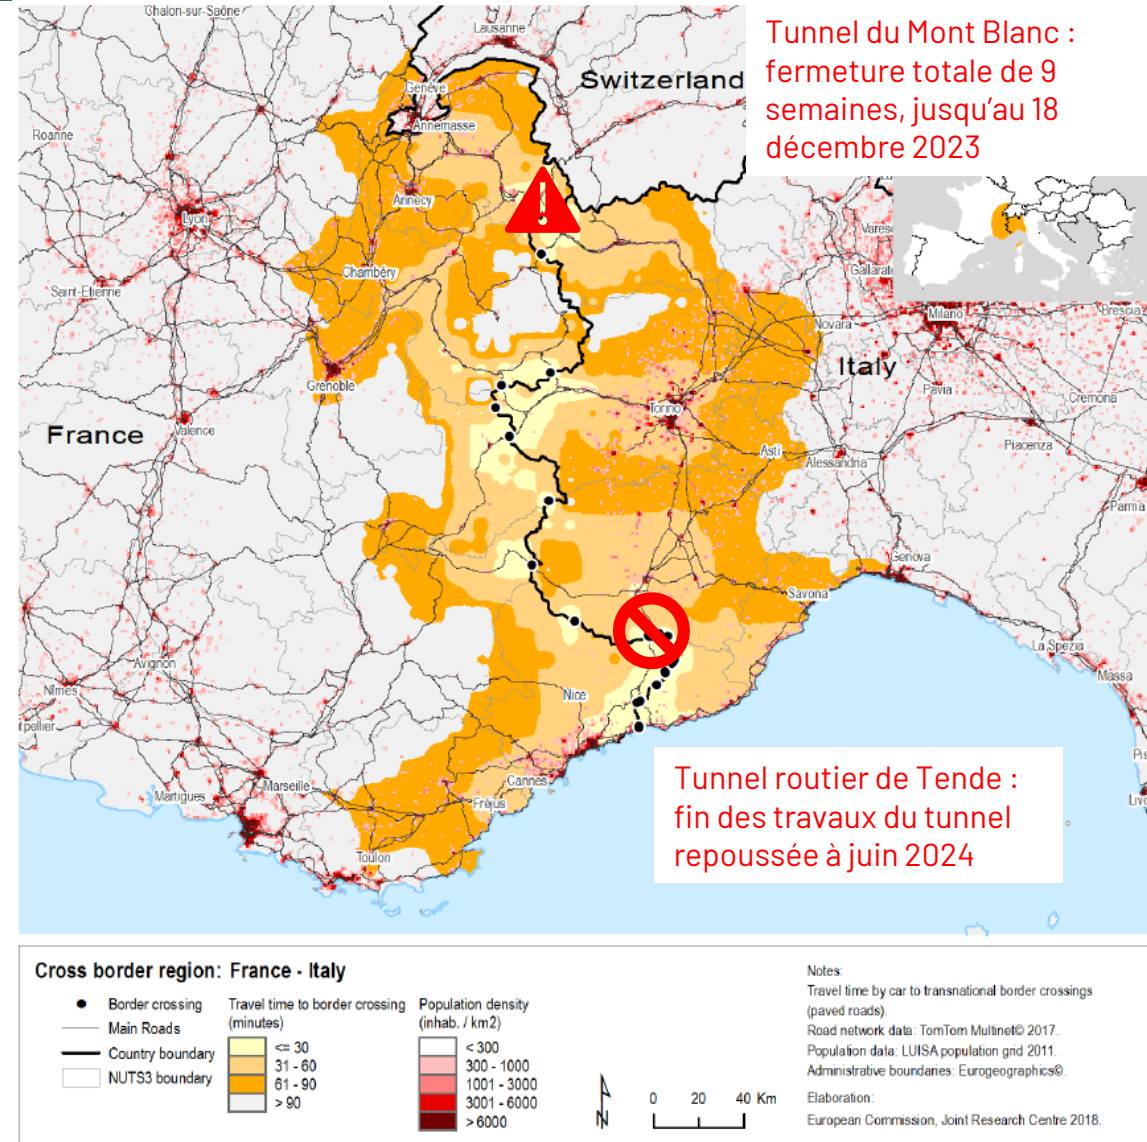 Tunnel du Mont Blanc :
fermeture totale de 9
semaines, jusqu’au 18
décembre 2023
Chalon-sur-Saône
Lausanne
Switzerland
Genève
Annemasse
Roanne
Annecy
Lyon
Varese
Gallarate
Chambéry
Saint-Etienne
Milano
Brescia
Novara
Italy
Grenoble
Pavia
Cremona
Torino
France
Valence
Piacenza
Asti
Alessandria
Parma
Genova
Savona
La Spezia
Avignon
Massa
Nîmes
Nice
Marseille
Martigues
Cannes
Fréjus
Toulon
Tunnel routier de Tende :
fin des travaux du tunnel
repoussée à juin 2024
Cross border region: France - Italy
Border crossing
Main Roads
Country boundary
NUTS3 boundary
Travel time to border crossing
(minutes)
<= 30
31 - 60
61 - 90
> 90
Population density
(inhab. / km2)
< 300
300 - 1000
1001 - 3000
3001 - 6000
> 6000
N
0 20 40 Km
Notes:
Travel time by car to transnational border crossings
(paved roads).
Road network data: TomTom Multinet© 2017.
Population data: LUISA population grid 2011.
Administrative boundaries: Eurogeographics©.
Elaboration:
European Commission, Joint Research Centre 2018.